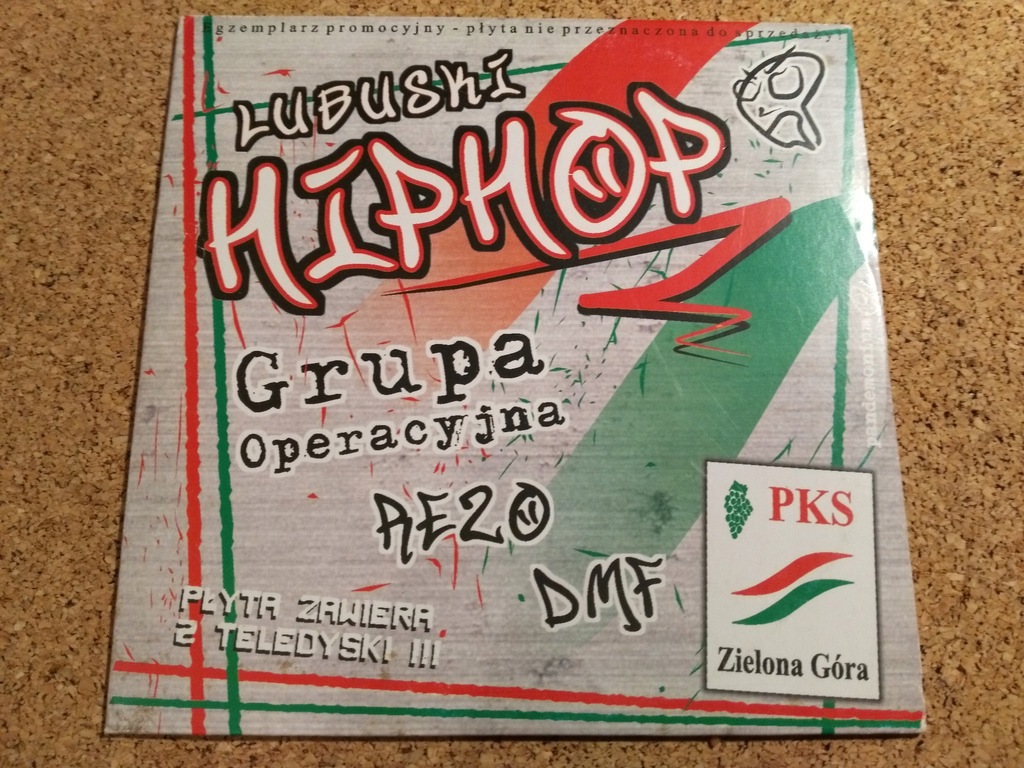 Egzemplarz promocyjny - płyta nie przeznaczona do sprzedaży!
LUBUSKI
HIPHOP
Grupa
Operacyjna
REZO
DMF
PŁYTA ZAWIERA
2 TELEDYSKI !!!
PKS
Zielona Góra